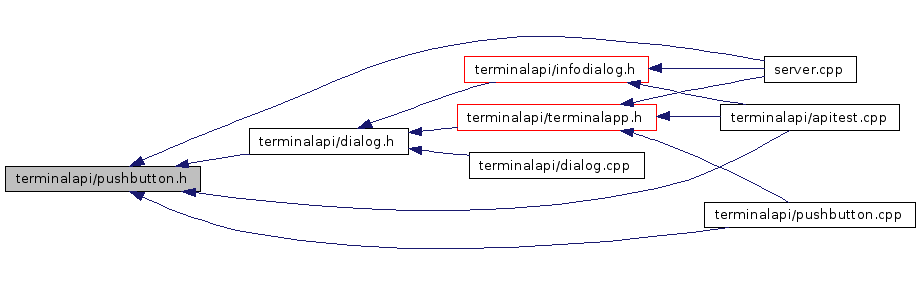 terminalapi/infodialog.h
server.cpp
terminalapi/terminalapp.h
terminalapi/apitest.cpp
terminalapi/dialog.h
terminalapi/dialog.cpp
terminalapi/pushbutton.h
terminalapi/pushbutton.cpp